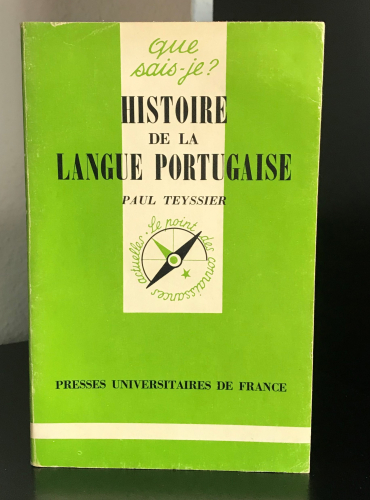 que
sais-je?
HISTOIRE
DE LA
LANGUE PORTUGAISE
PAUL TEYSSIER
Le point des connaissances actuelles
PRESSES UNIVERSITAIRES DE FRANCE